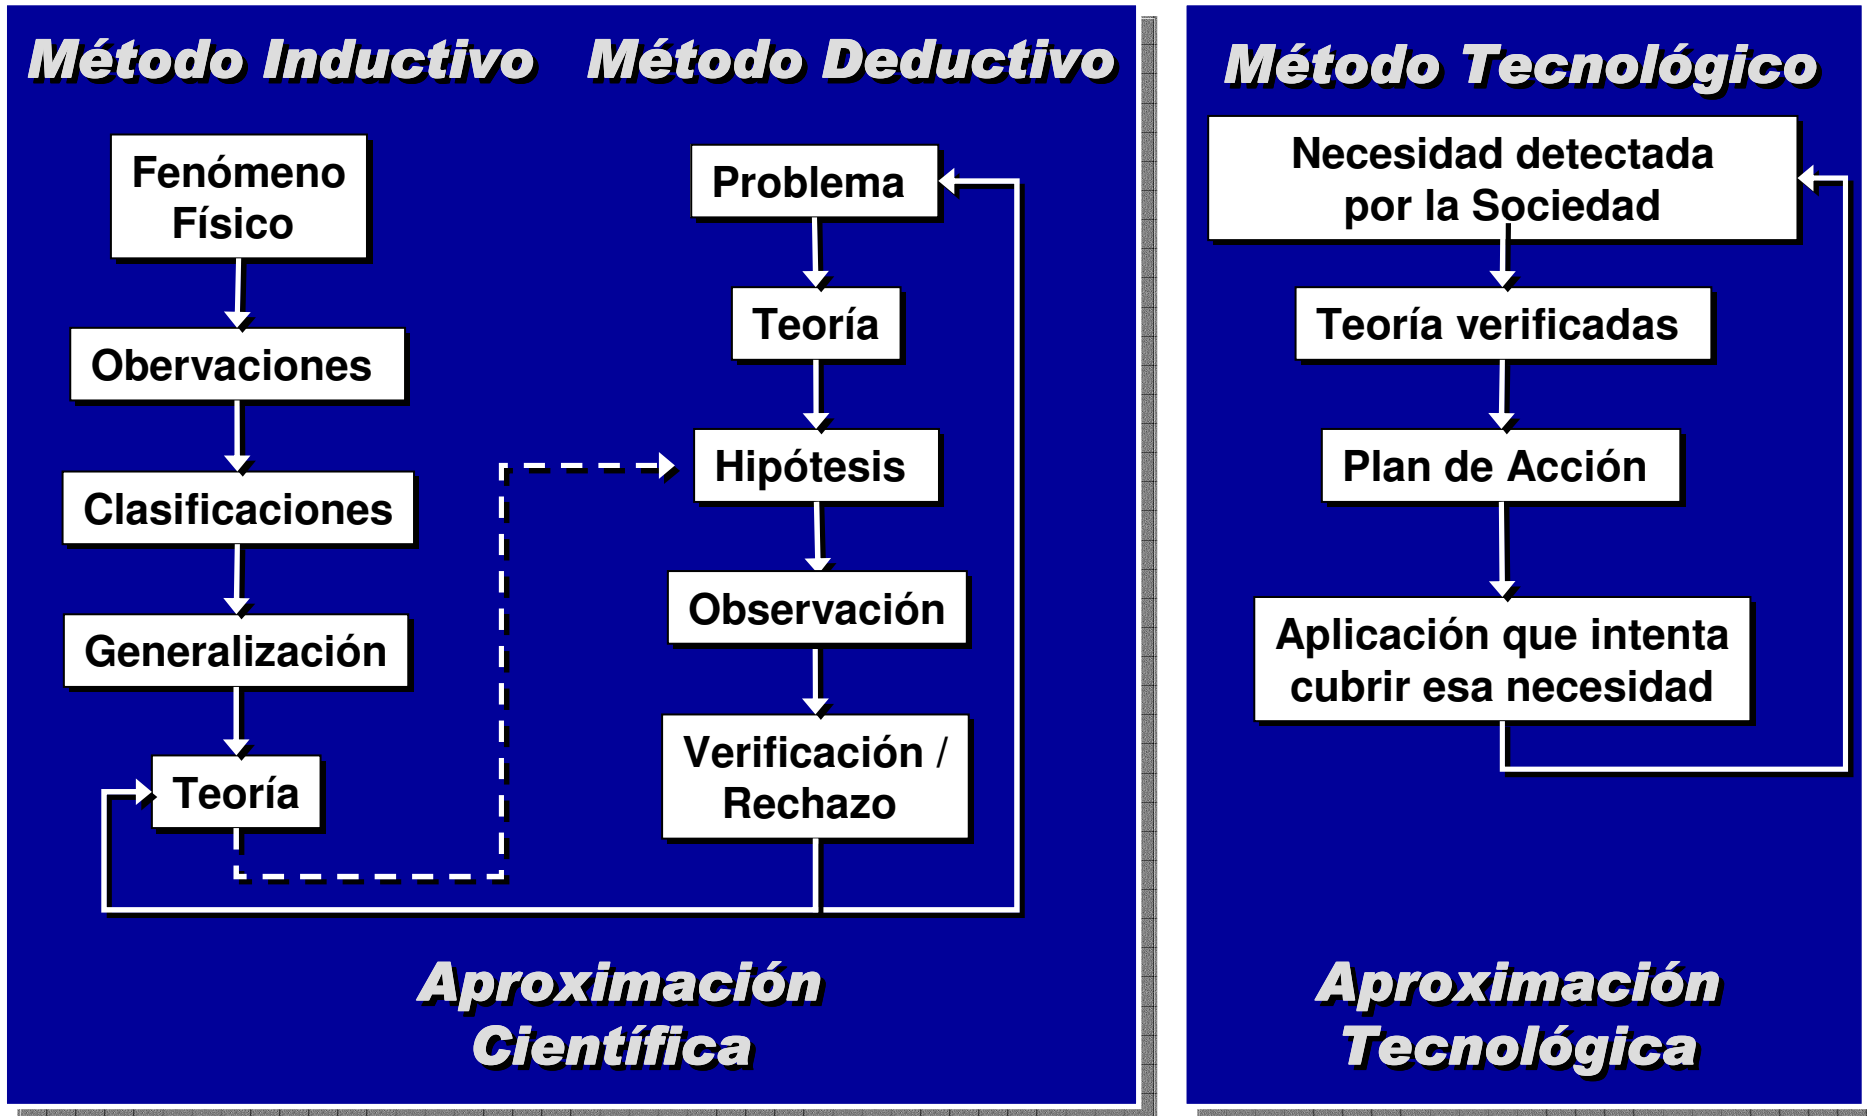 Método Inductivo
Fenómeno
Físico
Obervaciones
Clasificaciones
Generalización
Teoría
Método Deductivo
Problema
Teoría
Hipótesis
Observación
Verificación /
Rechazo
Aproximación
Científica
Método Tecnológico
Necesidad detectada
por la Sociedad
Teoría verificadas
Plan de Acción
Aplicación que intenta
cubrir esa necesidad
Aproximación
Tecnológica